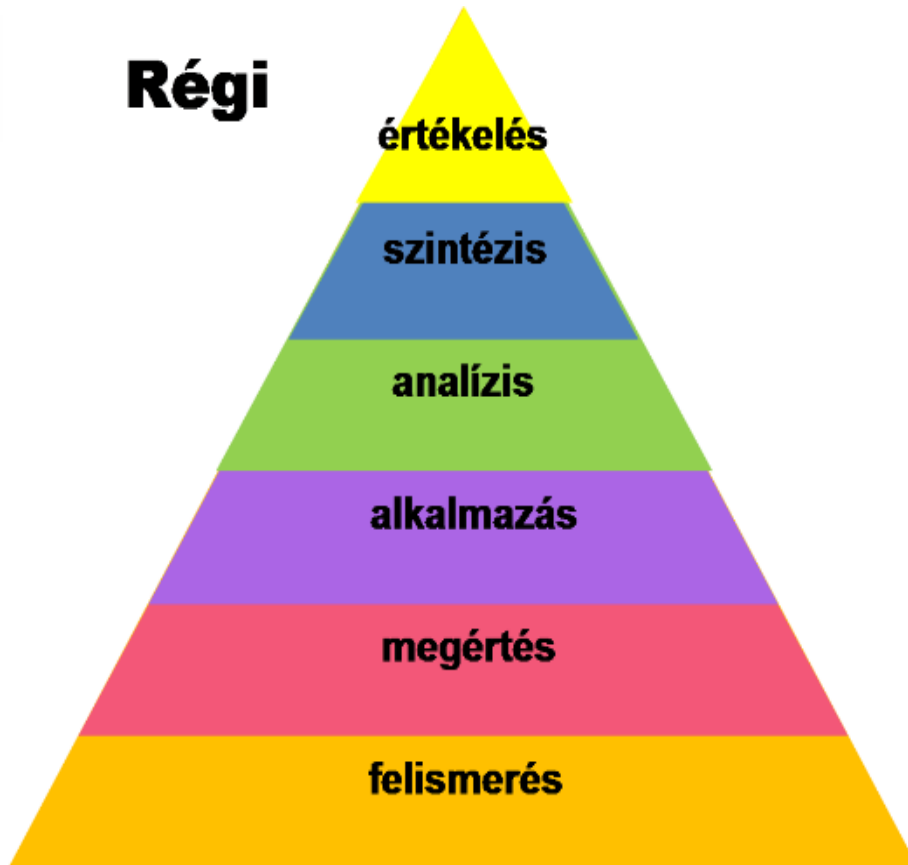 Régi
értékelés
szintézis
analízis
alkalmazás
megértés
felismerés